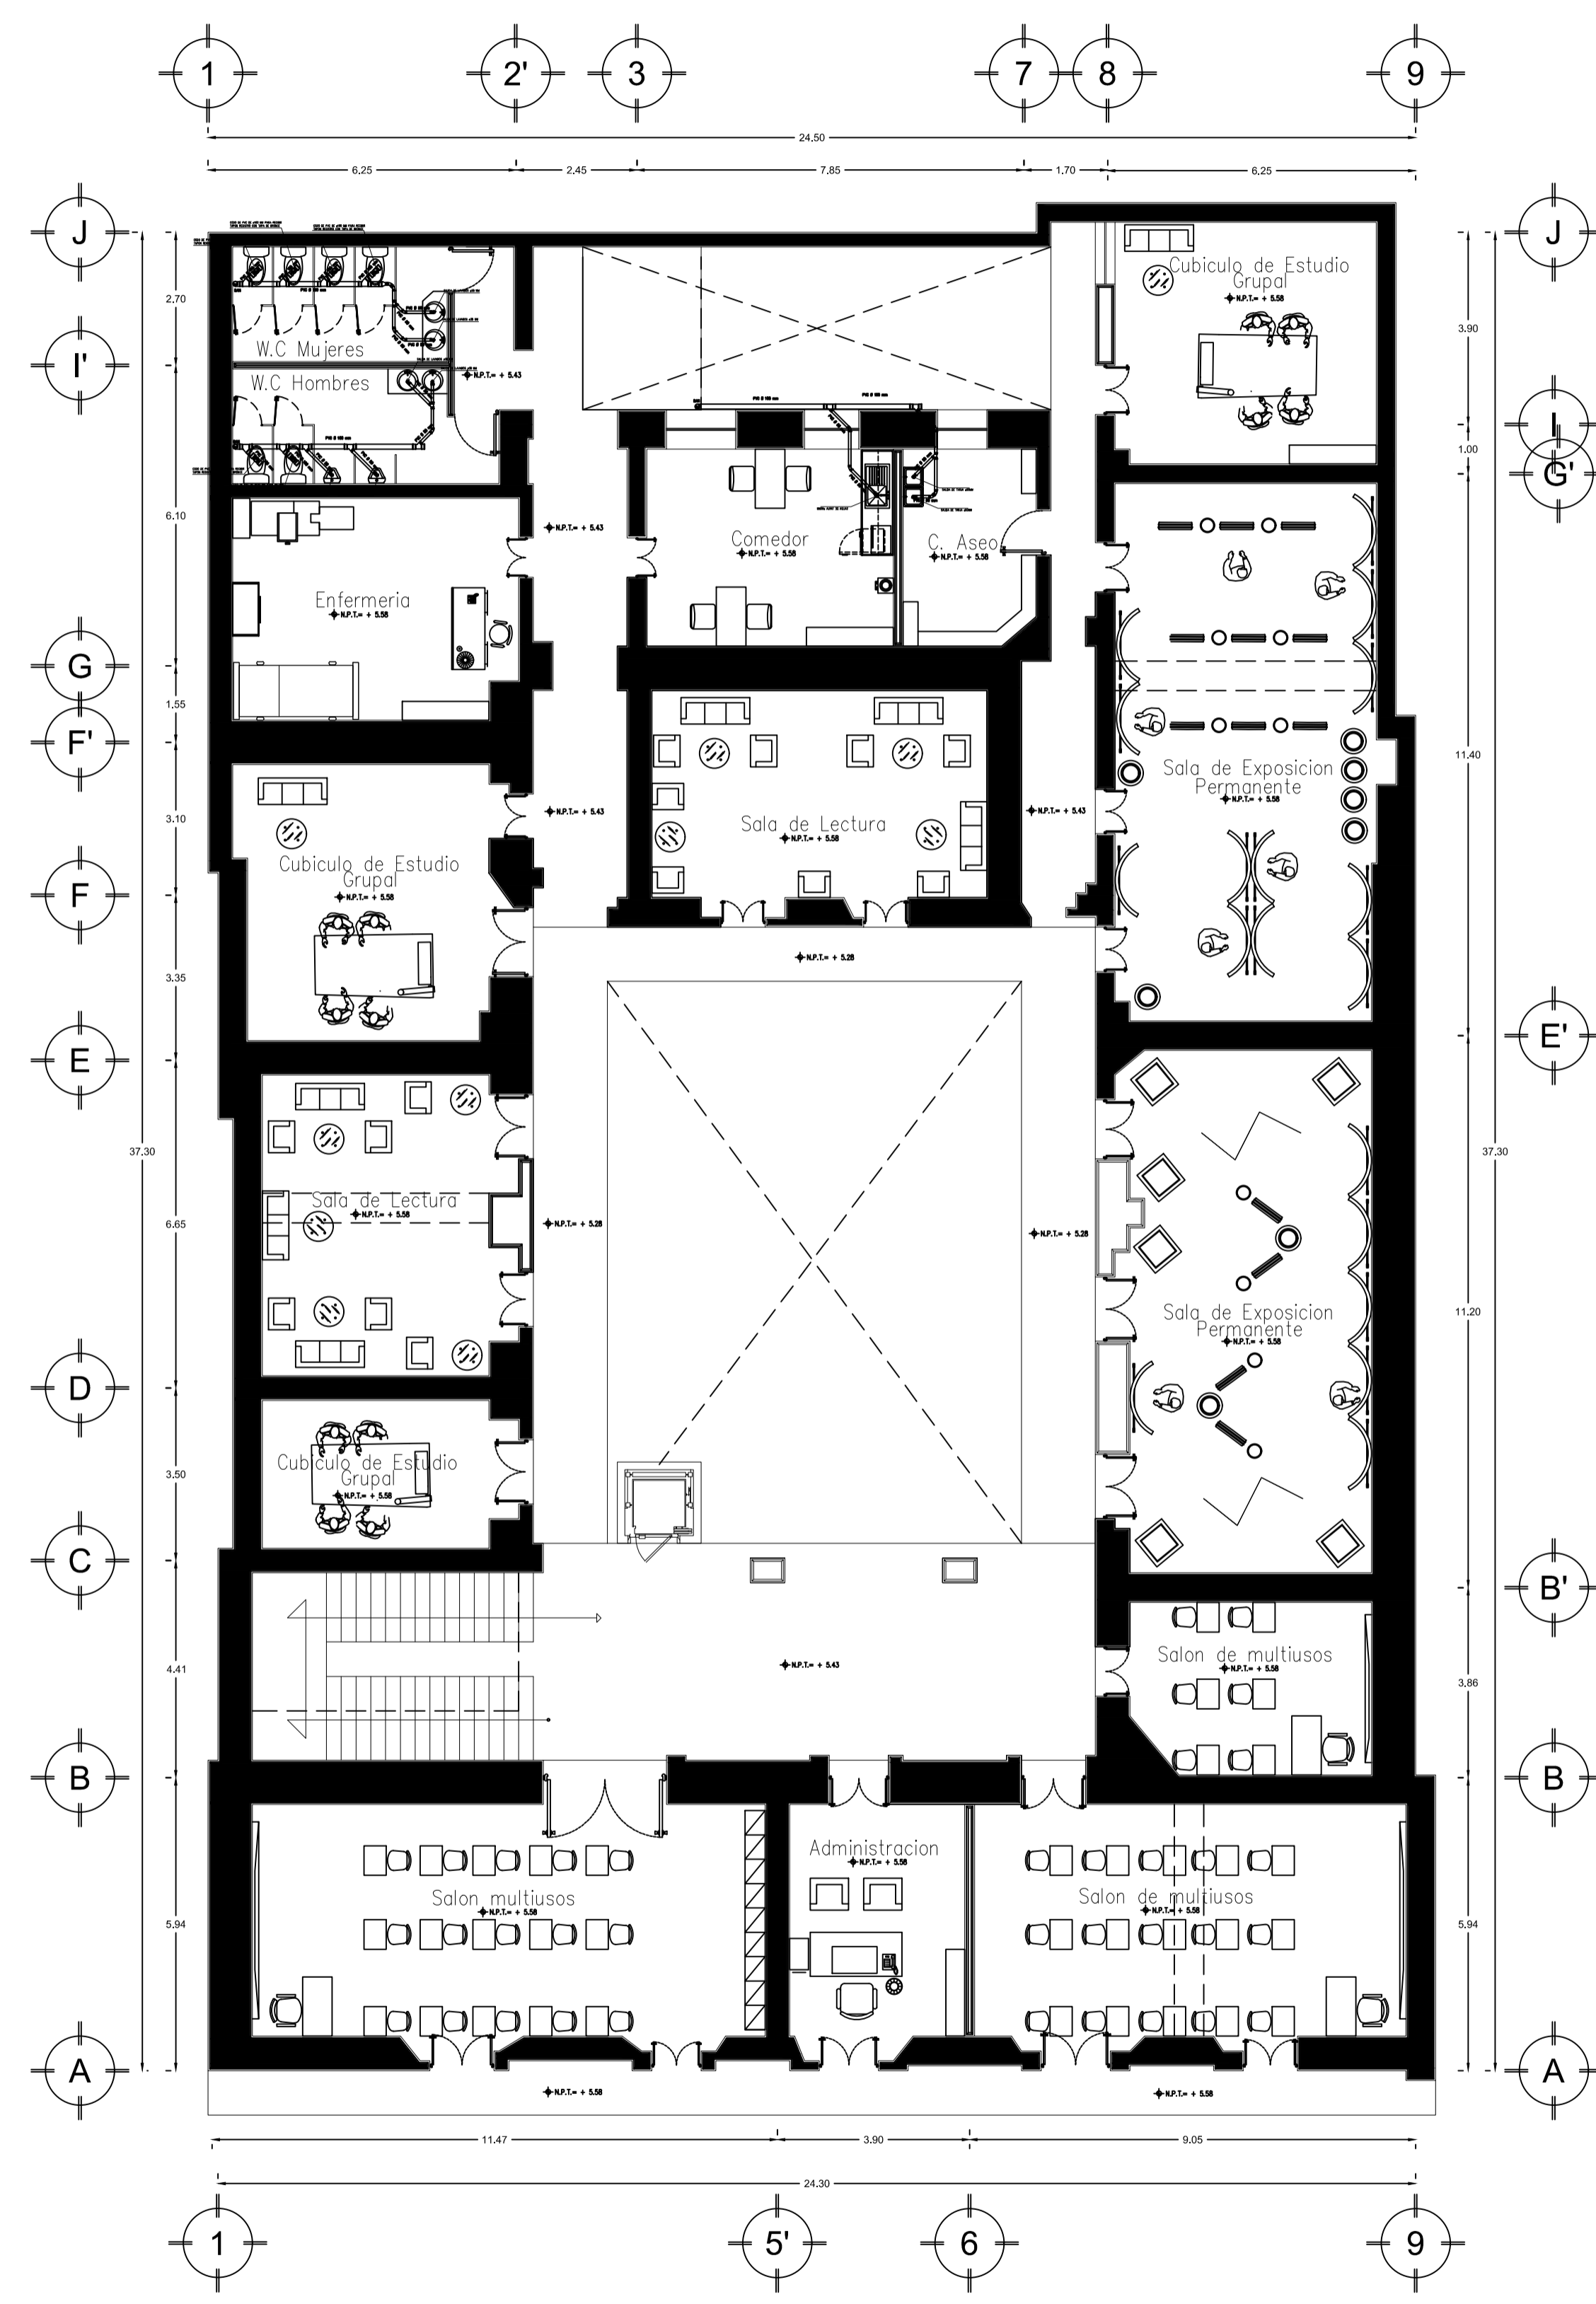 1
2'
3
7
8
9
24.50
6.25
2.45
7.85
1.70
6.25
J
J
2.70
Cubiculo de Estudio
Grupal
N.P.T.= + 5.58
3.90
W.C Mujeres
I'
W.C Hombres
N.P.T.= + 5.43
PVC Ø 100 mm
PVC Ø 100 mm
I
1.00
G'
6.10
N.P.T.= + 5.43
Comedor
N.P.T.= + 5.58
C. Aseo
N.P.T.= + 5.58
Enfermeria
N.P.T.= + 5.58
G
1.55
F'
11.40
Sala de Exposicion
Permanente
N.P.T.= + 5.58
3.10
N.P.T.= + 5.43
Sala de Lectura
N.P.T.= + 5.58
N.P.T.= + 5.43
Cubiculo de Estudio
Grupal
N.P.T.= + 5.58
F
N.P.T.= + 5.28
3.35
E
E'
37.30
37.30
Sala de Lectura
N.P.T.= + 5.58
6.65
N.P.T.= + 5.28
N.P.T.= + 5.28
Sala de Exposicion
Permanente
N.P.T.= + 5.58
11.20
D
Cubiculo de Estudio
Grupal
N.P.T.= + 5.58
3.50
C
B'
4.41
N.P.T.= + 5.43
Salon de multiusos
N.P.T.= + 5.58
3.86
B
B
Administracion
N.P.T.= + 5.58
Salon multiusos
N.P.T.= + 5.58
Salon de multiusos
N.P.T.= + 5.58
5.94
5.94
A
A
N.P.T.= + 5.58
N.P.T.= + 5.58
11.47
3.90
9.05
24.30
1
5'
6
9